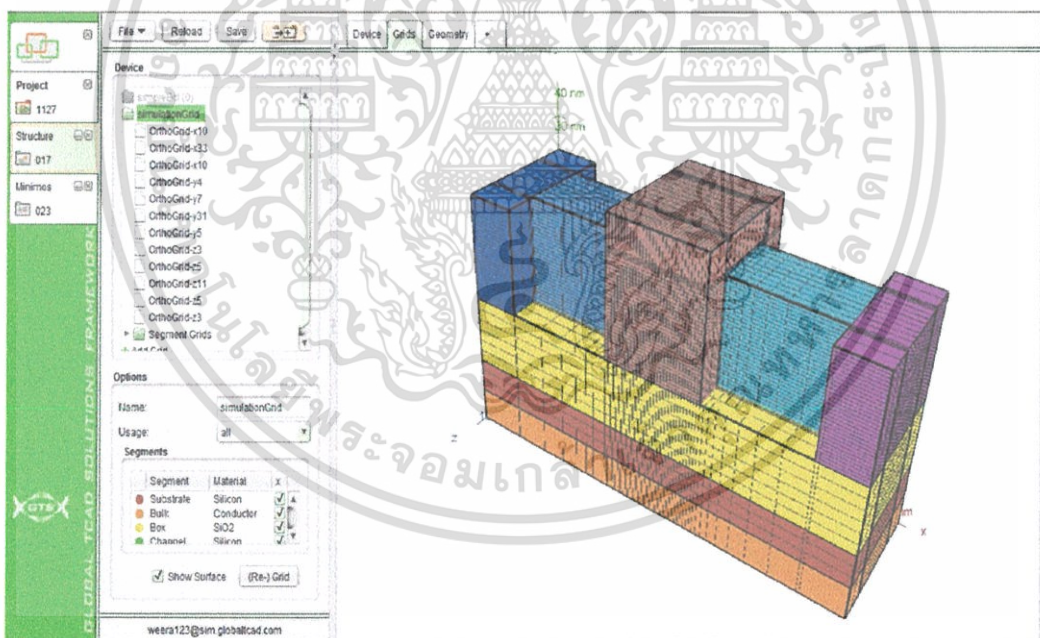 File Reload Save
Device Grids Geometry
Project
1127
Structure
017
Minimos
023
GLOBAL TCAD SOLUTIONS FRAMEWORK
GTS
Device
simulationGrid
OrthoGrid-x10
OrthoGrid-x33
OrthoGrid-x10
OrthoGrid-y4
OrthoGrid-y7
OrthoGrid-y31
OrthoGrid-y5
OrthoGrid-z3
OrthoGrid-z5
OrthoGrid-z11
OrthoGrid-z5
OrthoGrid-z3
Segment Grids
Add Grid
Options
Name: simulationGrid
Usage: all
Segments
Segment Material x
Substrate Silicon
Bulk Conductor
Box SiO2
Channel Silicon
Show Surface (Re-) Grid
weera123@sim.globaltcad.com
40 nm
z
x